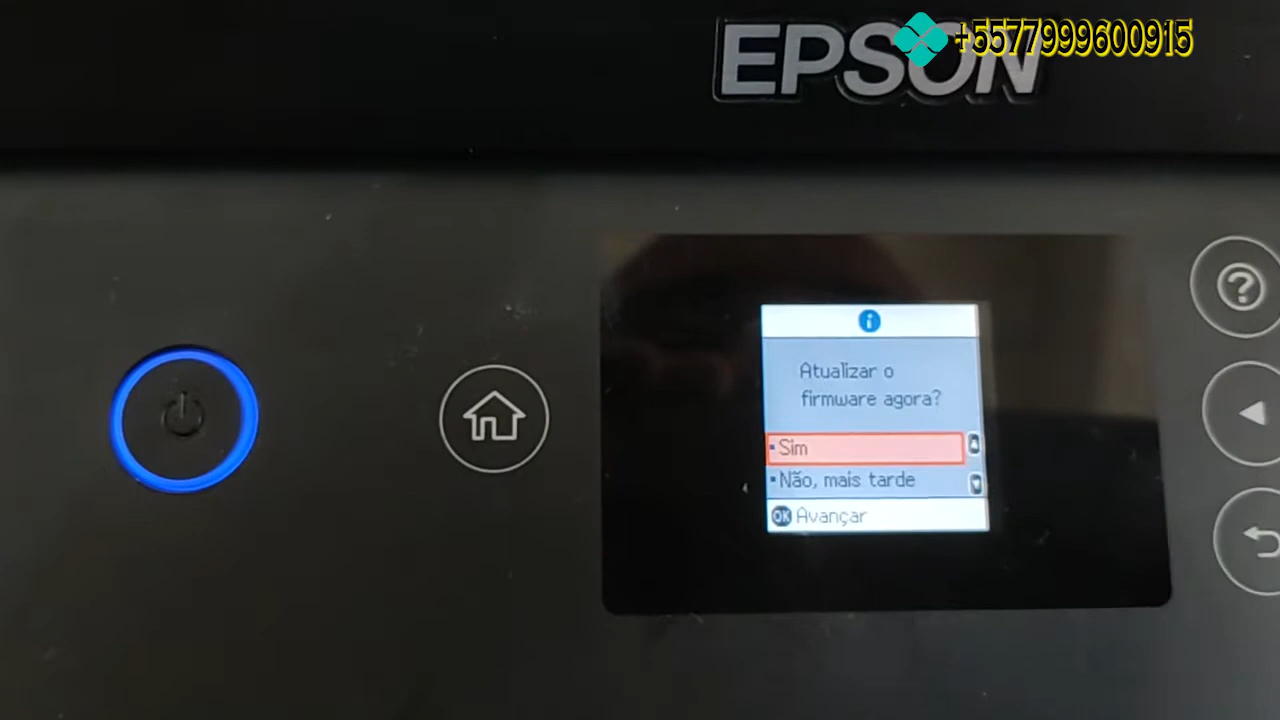 EPSON
+5577999600915
Atualizar o
firmware agora?
Sim
Não, mais tarde
OK Avançar